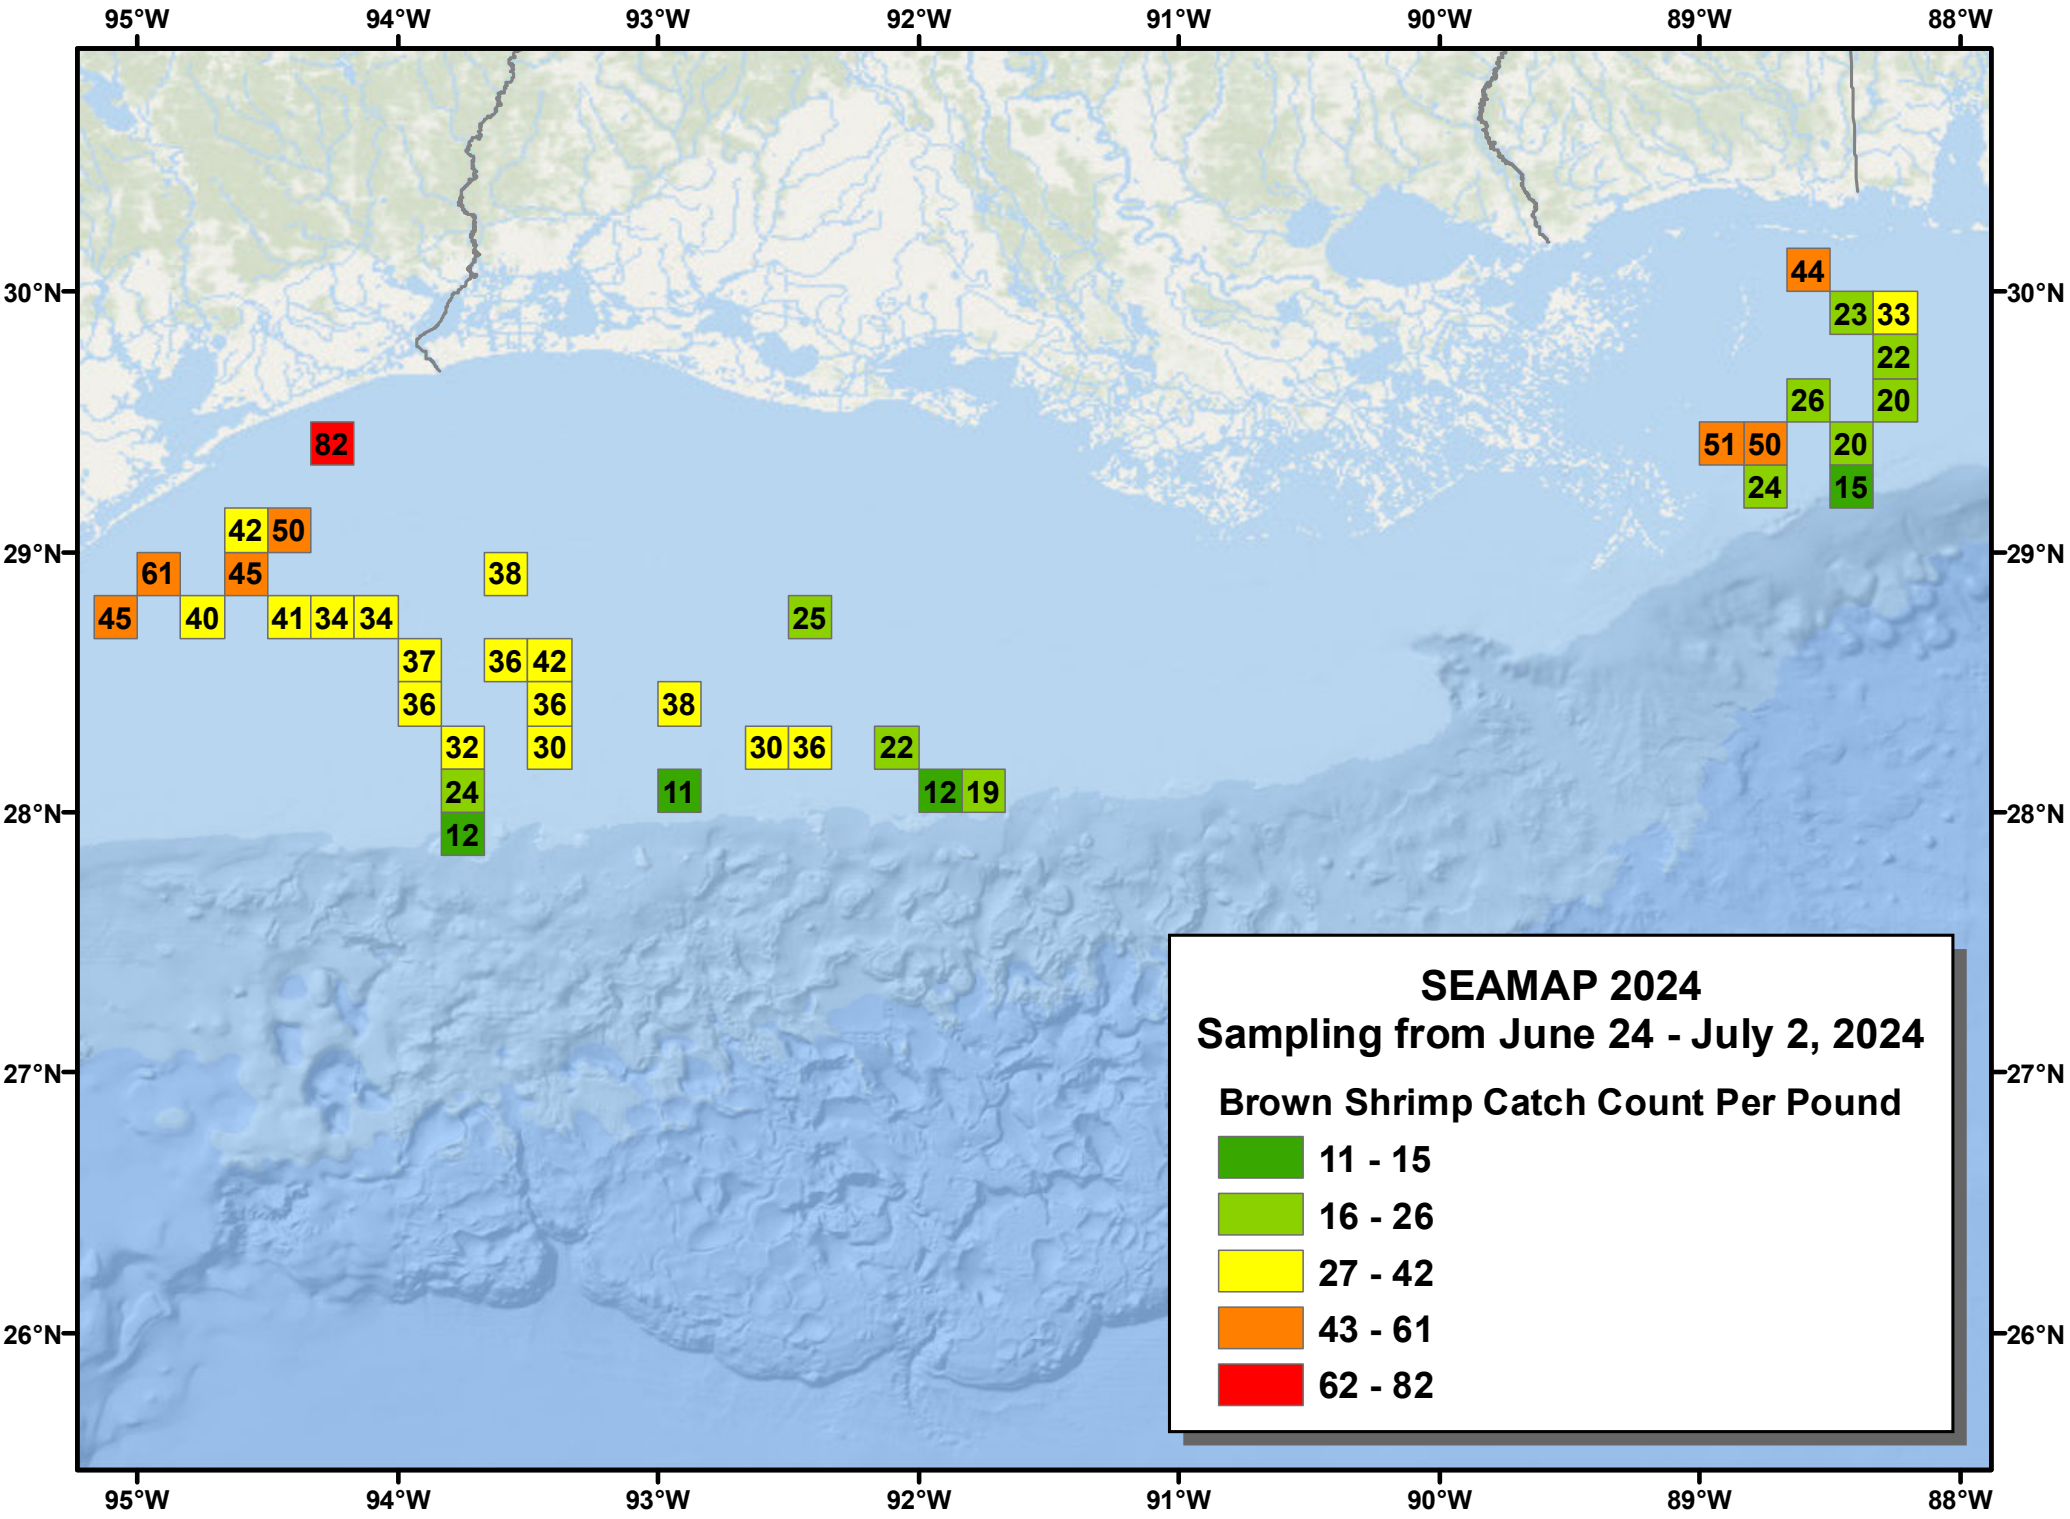 95°W 94°W 93°W 92°W 91°W 90°W 89°W 88°W
44
30°N 30°N
23 33
22
26 20
82 51 50 20
24 15
42 50
29°N 29°N
61 45 38
45 40 41 34 34 25
37 36 42
36 36 38
32 30 30 36 22
24 11 12 19
28°N 28°N
12
SEAMAP 2024
Sampling from June 24 - July 2, 2024
27°N 27°N
Brown Shrimp Catch Count Per Pound
11 - 15
16 - 26
27 - 42
26°N 43 - 61 26°N
62 - 82
95°W 94°W 93°W 92°W 91°W 90°W 89°W 88°W